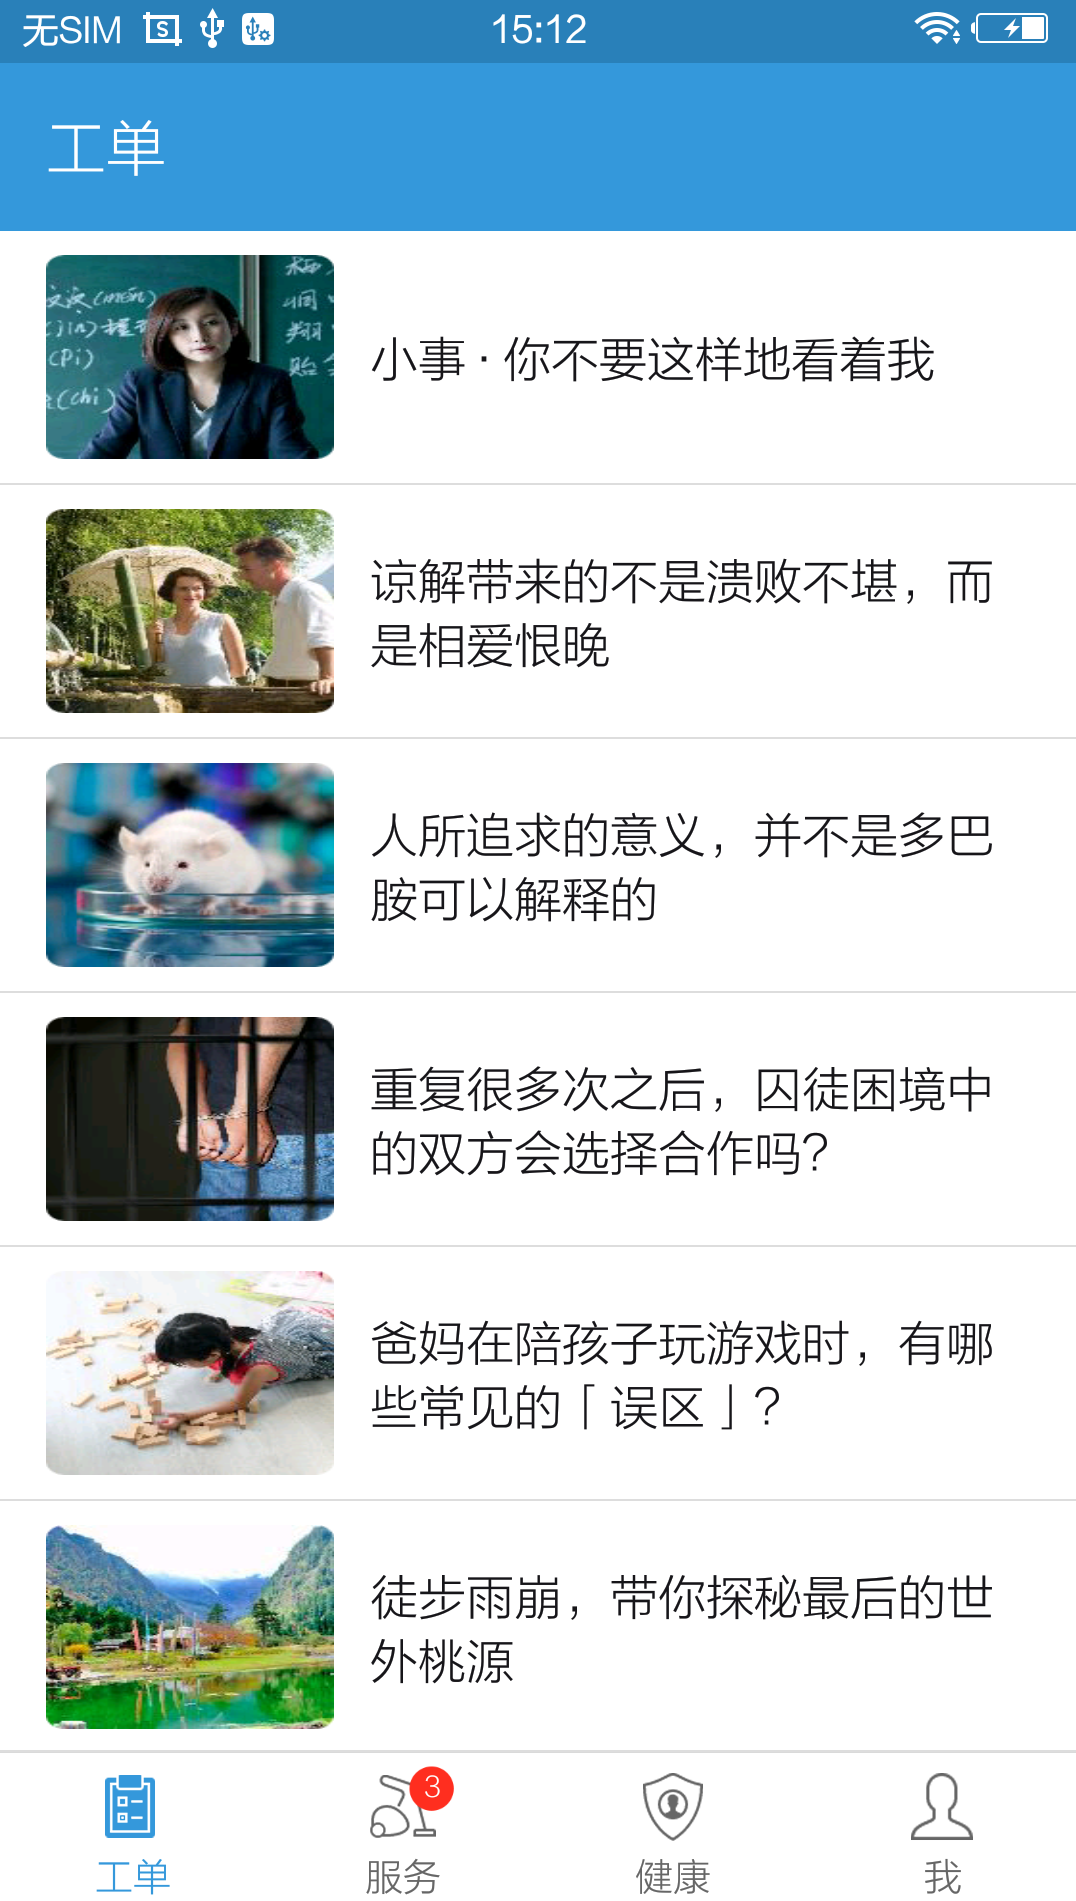 无SIM
15:12
工单
小事 · 你不要这样地看着我
谅解带来的不是溃败不堪，而
是相爱恨晚
人所追求的意义，并不是多巴
胺可以解释的
重复很多次之后，囚徒困境中
的双方会选择合作吗？
爸妈在陪孩子玩游戏时，有哪
些常见的「误区」？
徒步雨崩，带你探秘最后的世
外桃源
3
工单
服务
健康
我